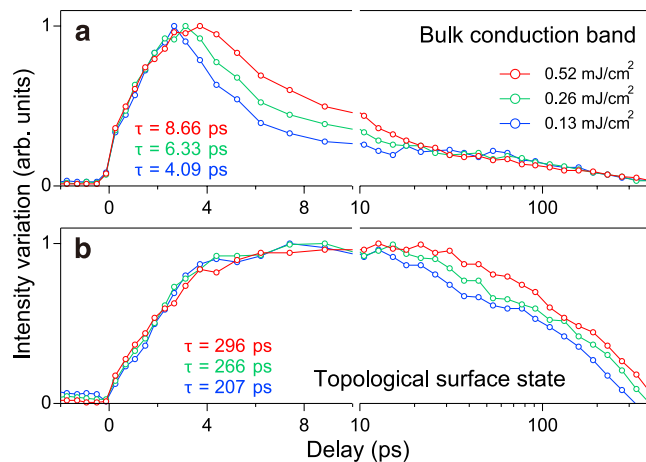 a
Bulk conduction band
0.52 mJ/cm²
0.26 mJ/cm²
0.13 mJ/cm²
τ = 8.66 ps
τ = 6.33 ps
τ = 4.09 ps
1
0
0 4 8 10 100
Intensity variation (arb. units)
b
τ = 296 ps
τ = 266 ps
τ = 207 ps
Topological surface state
1
0
0 4 8 10 100
Delay (ps)